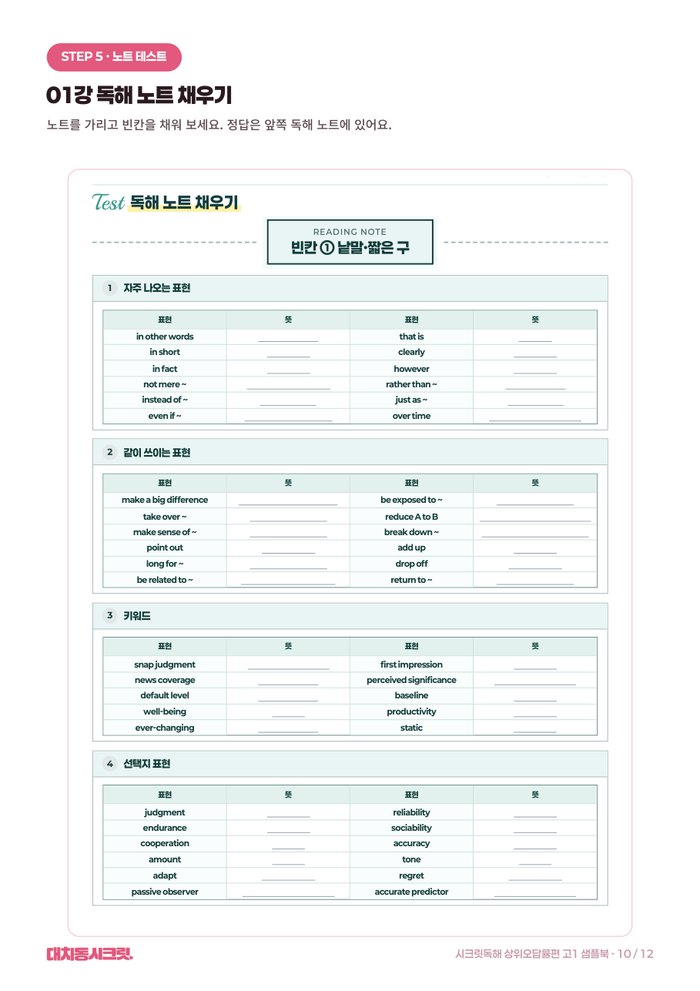 STEP 5 · 노트 테스트
01강 독해 노트 채우기
노트를 가리고 빈칸을 채워 보세요. 정답은 앞쪽 독해 노트에 있어요.
Test 독해 노트 채우기
READING NOTE
빈칸 ① 낱말·짧은 구
1 자주 나오는 표현
표현 뜻 표현 뜻
in other words that is
in short clearly
in fact however
not mere ~ rather than ~
instead of ~ just as ~
even if ~ over time
2 같이 쓰이는 표현
표현 뜻 표현 뜻
make a big difference be exposed to ~
take over ~ reduce A to B
make sense of ~ break down ~
point out add up
long for ~ drop off
be related to ~ return to ~
3 키워드
표현 뜻 표현 뜻
snap judgment first impression
news coverage perceived significance
default level baseline
well-being productivity
ever-changing static
4 선택지 표현
표현 뜻 표현 뜻
judgment reliability
endurance sociability
cooperation accuracy
amount tone
adapt regret
passive observer accurate predictor
대치동시크릿.
시크릿독해 상위오답률편 고1 샘플북 · 10 / 12